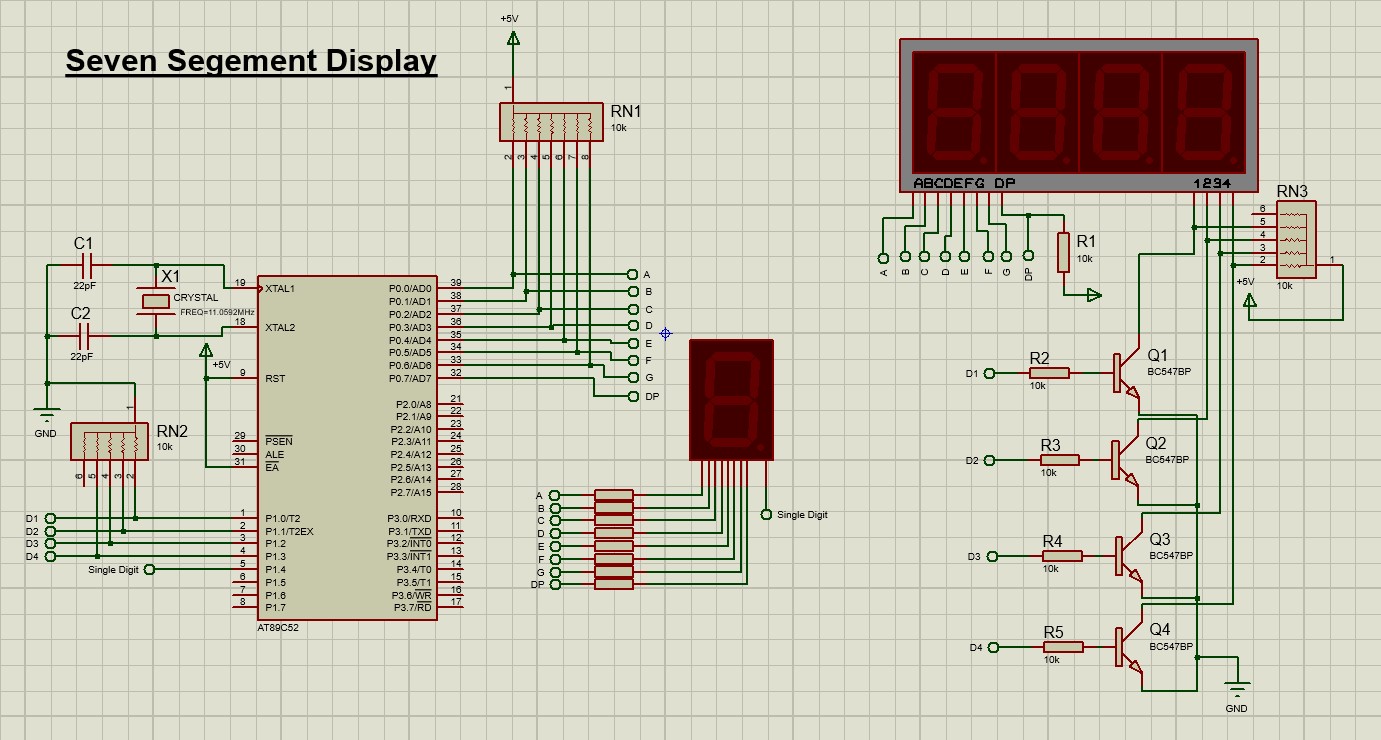 Seven Segement Display
+5V
1
RN1
10k
2 3 4 5 6 7 8
C1
22pF
C2
22pF
X1
CRYSTAL
FREQ=11.0592MHz
+5V
GND
1
RN2
10k
6 5 4 3 2
D1
D2
D3
D4
Single Digit
19 XTAL1
18 XTAL2
9 RST
29 PSEN
30 ALE
31 EA
1 P1.0/T2
2 P1.1/T2EX
3 P1.2
4 P1.3
5 P1.4
6 P1.5
7 P1.6
8 P1.7
P0.0/AD0 39
P0.1/AD1 38
P0.2/AD2 37
P0.3/AD3 36
P0.4/AD4 35
P0.5/AD5 34
P0.6/AD6 33
P0.7/AD7 32
P2.0/A8 21
P2.1/A9 22
P2.2/A10 23
P2.3/A11 24
P2.4/A12 25
P2.5/A13 26
P2.6/A14 27
P2.7/A15 28
P3.0/RXD 10
P3.1/TXD 11
P3.2/INT0 12
P3.3/INT1 13
P3.4/T0 14
P3.5/T1 15
P3.6/WR 16
P3.7/RD 17
AT89C52
A
B
C
D
E
F
G
DP
A
B
C
D
E
F
G
DP
Single Digit
ABCDEFG DP 1234
A B C D E F G DP
R1
10k
RN3
6
5
4
3
2
1
10k
+5V
D1
R2
10k
Q1
BC547BP
D2
R3
10k
Q2
BC547BP
D3
R4
10k
Q3
BC547BP
D4
R5
10k
Q4
BC547BP
GND